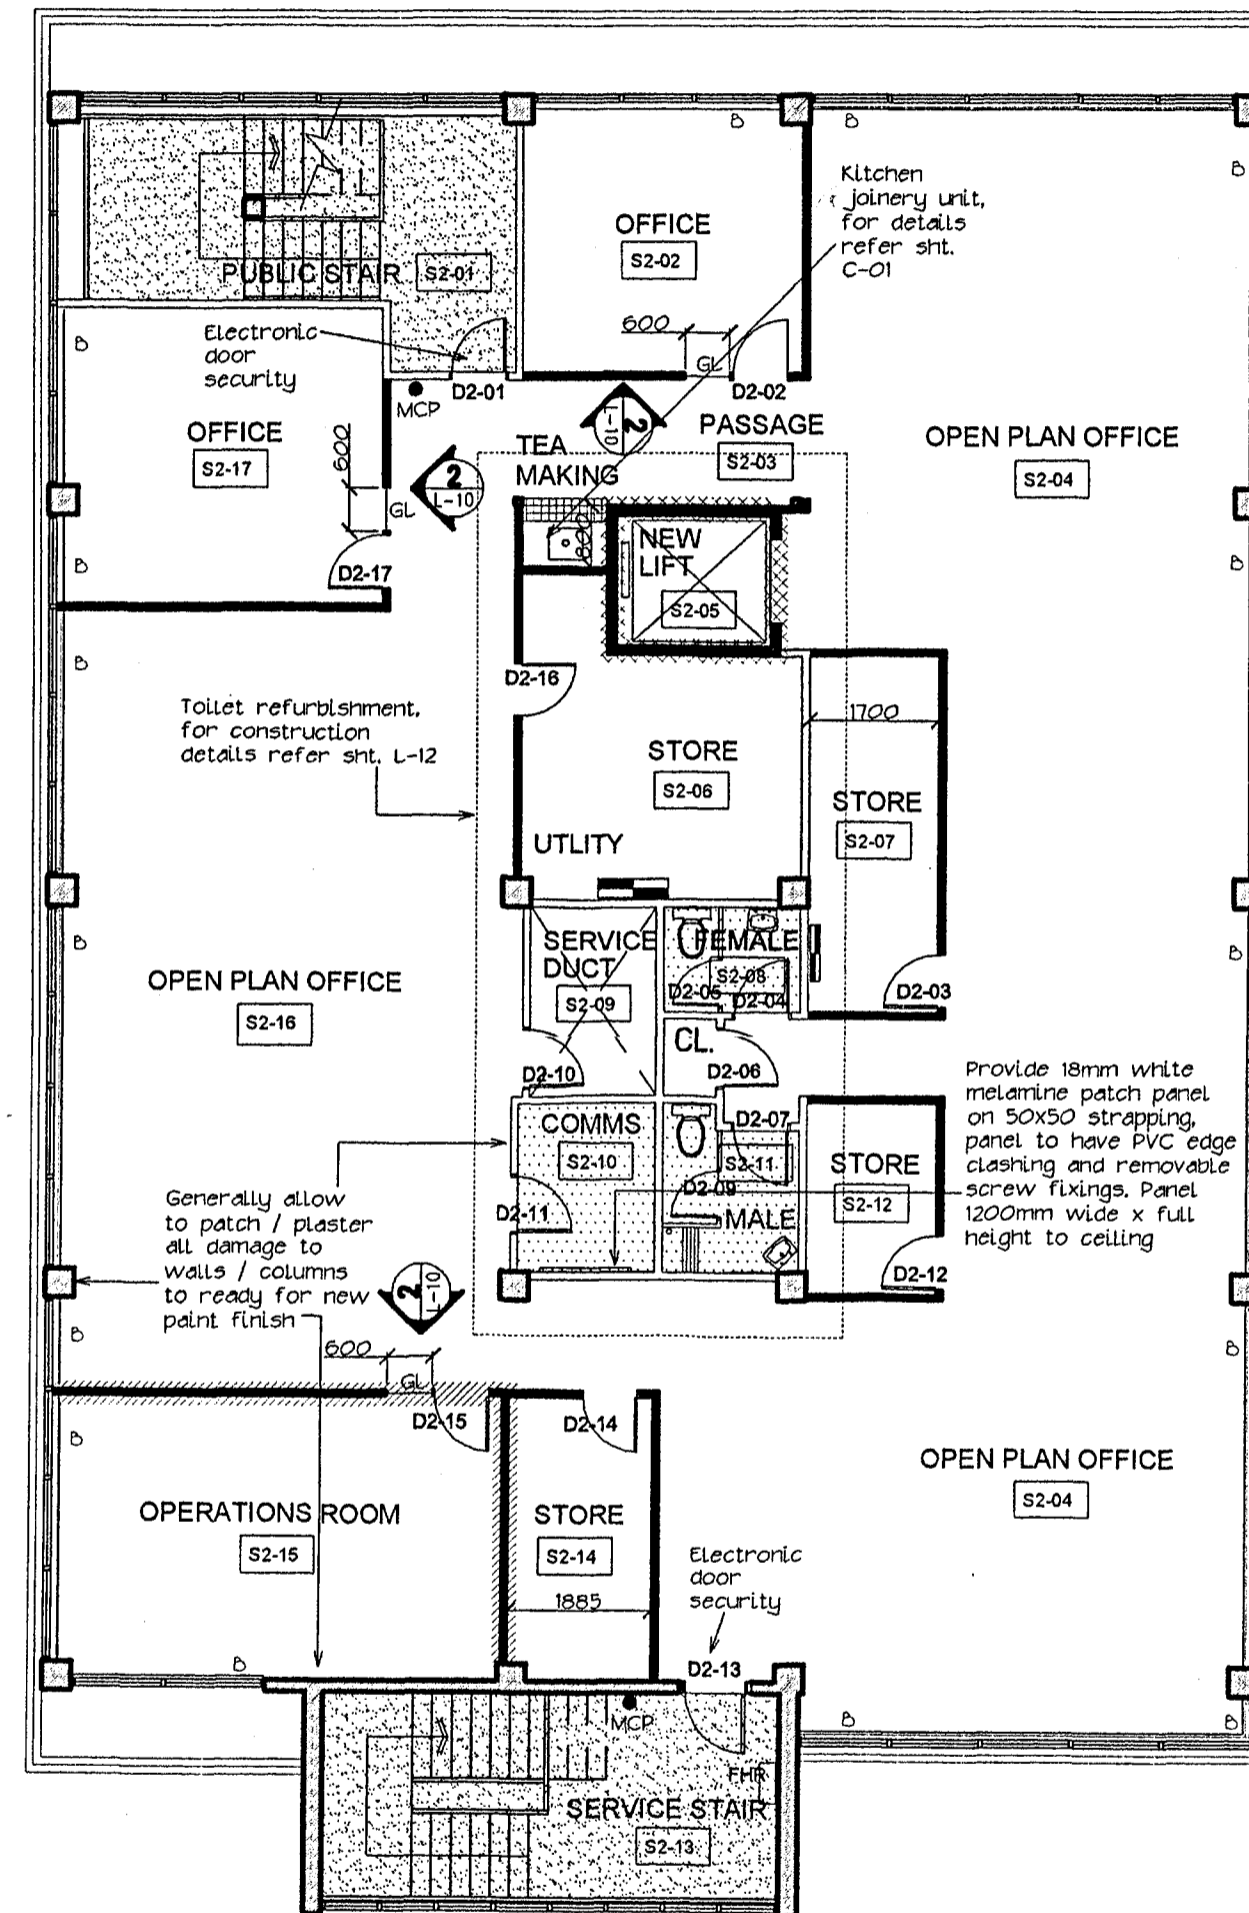 B
B
B
Kitchen
joinery unit,
for details
refer sht.
C-01
OFFICE
S2-02
PUBLIC STAIR
S2-01
600
GL
Electronic
door
security
B
D2-01
D2-02
MCP
OFFICE
S2-17
600
GL
2
L-10
2
L-10
TEA
MAKING
PASSAGE
S2-03
OPEN PLAN OFFICE
S2-04
800
NEW
LIFT
S2-05
B
B
D2-17
B
D2-16
Toilet refurbishment,
for construction
details refer sht. L-12
1700
STORE
S2-06
STORE
S2-07
UTLITY
B
B
SERVICE
DUCT
S2-09
FEMALE
S2-08
D2-05
D2-04
D2-03
OPEN PLAN OFFICE
S2-16
CL.
D2-10
D2-06
D2-07
COMMS
S2-10
S2-11
D2-09
MALE
D2-11
STORE
S2-12
D2-12
Provide 18mm white
melamine patch panel
on 50x50 strapping,
panel to have PVC edge
clashing and removable
screw fixings. Panel
1200mm wide x full
height to ceiling
Generally allow
to patch / plaster
all damage to
walls / columns
to ready for new
paint finish
2
L-10
B
B
600
GL
D2-15
D2-14
B
OPERATIONS ROOM
S2-15
STORE
S2-14
1885
OPEN PLAN OFFICE
S2-04
Electronic
door
security
D2-13
B
MCP
B
B
FHR
SERVICE STAIR
S2-13